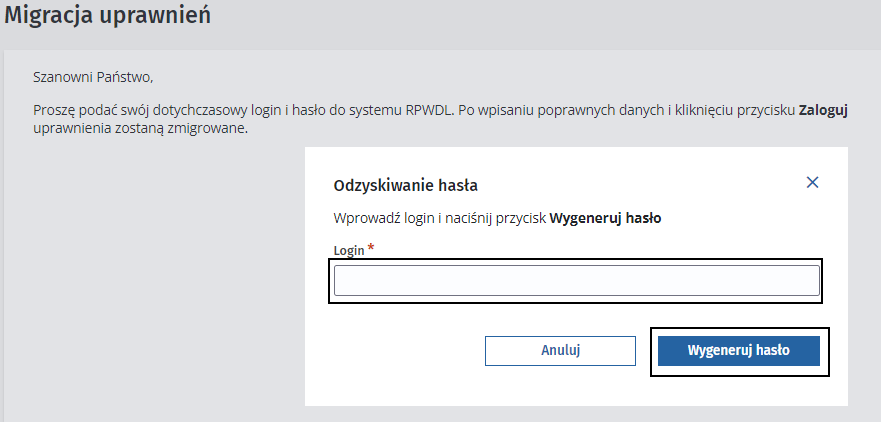 Migracja uprawnień
Szanowni Państwo,
Proszę podać swój dotychczasowy login i hasło do systemu RPWDL. Po wpisaniu poprawnych danych i kliknięciu przycisku Zaloguj
uprawnienia zostaną zmigrowane.
Odzyskiwanie hasła
Wprowadź login i naciśnij przycisk Wygeneruj hasło
Login *
Anuluj
Wygeneruj hasło